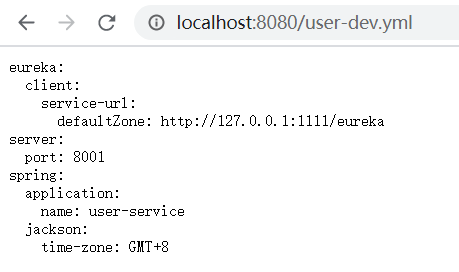 localhost:8080/user-dev.yml
eureka:
  client:
    service-url:
      defaultZone: http://127.0.0.1:1111/eureka
server:
  port: 8001
spring:
  application:
    name: user-service
  jackson:
    time-zone: GMT+8